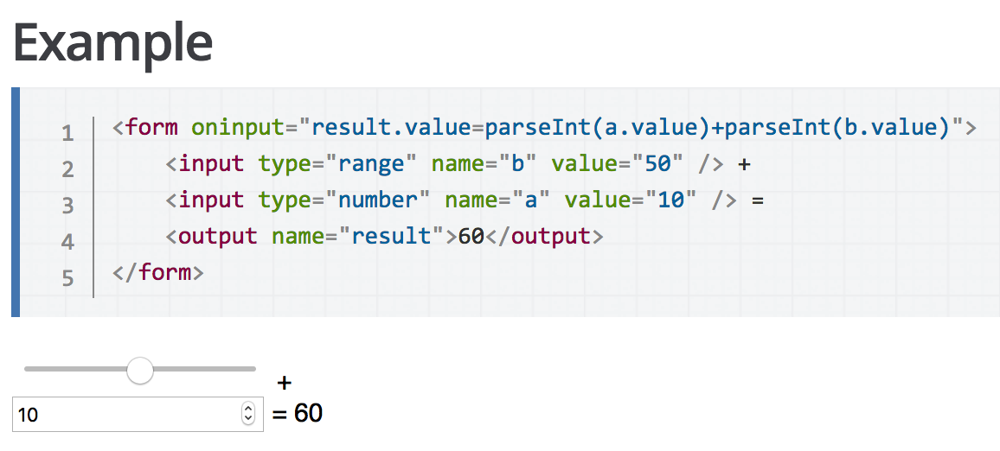 Example
1 <form oninput="result.value=parseInt(a.value)+parseInt(b.value)">
2     <input type="range" name="b" value="50" /> +
3     <input type="number" name="a" value="10" /> =
4     <output name="result">60</output>
5 </form>
+
10 = 60